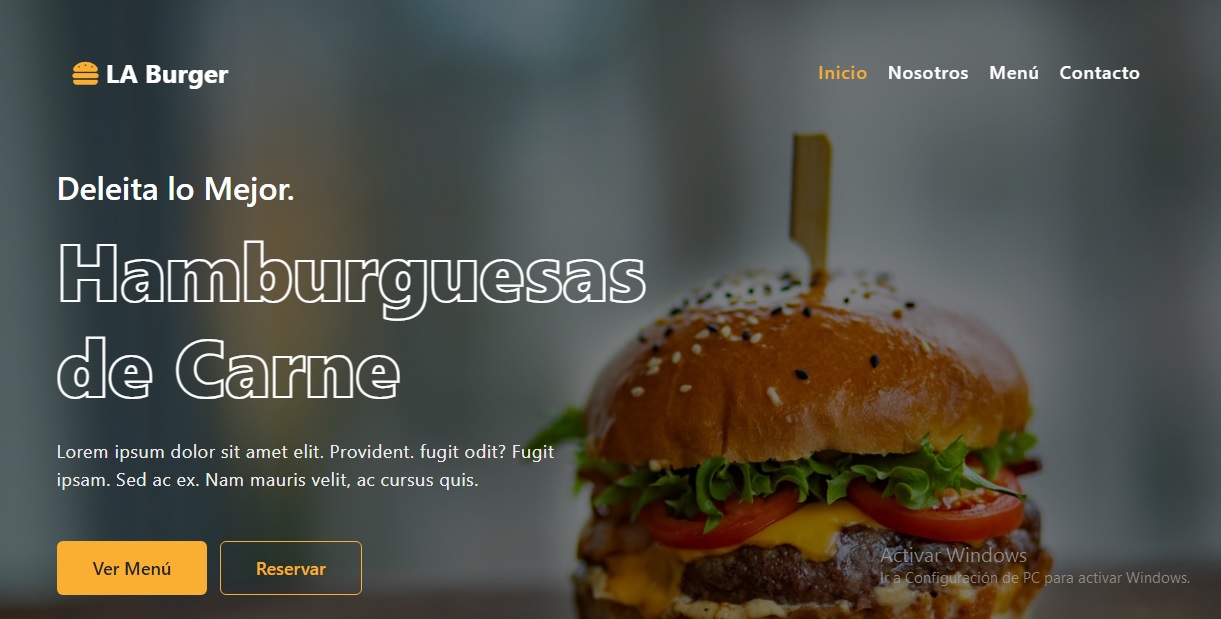 LA Burger
Inicio Nosotros Menú Contacto
Deleita lo Mejor.
Hamburguesas
de Carne
Lorem ipsum dolor sit amet elit. Provident. fugit odit? Fugit
ipsam. Sed ac ex. Nam mauris velit, ac cursus quis.
Ver Menú
Reservar
Activar Windows
Ir a Configuración de PC para activar Windows.